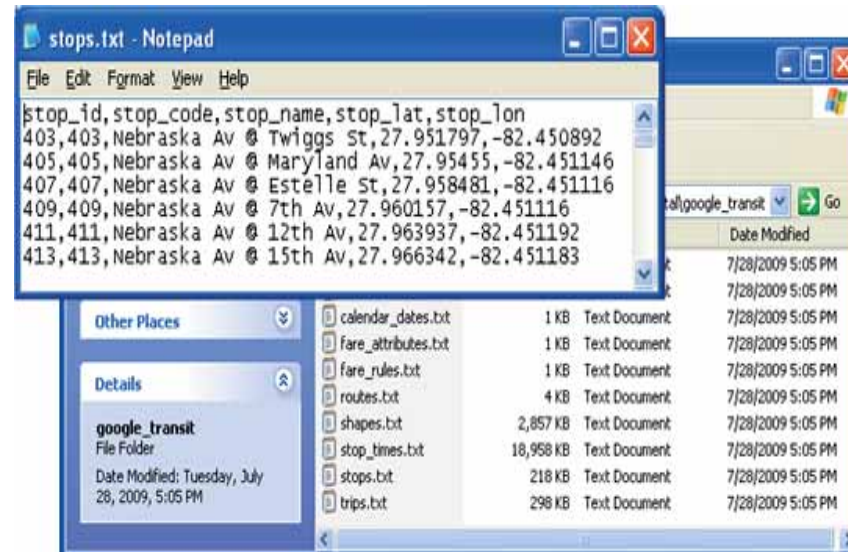 stops.txt - Notepad
File Edit Format View Help
stop_id,stop_code,stop_name,stop_lat,stop_lon
403,403,Nebraska Av @ Twiggs St,27.951797,-82.450892
405,405,Nebraska Av @ Maryland Av,27.95455,-82.451146
407,407,Nebraska Av @ Estelle St,27.958481,-82.451116
409,409,Nebraska Av @ 7th Av,27.960157,-82.451116
411,411,Nebraska Av @ 12th Av,27.963937,-82.451192
413,413,Nebraska Av @ 15th Av,27.966342,-82.451183
\google_transit Go
Date Modified
7/28/2009 5:05 PM
7/28/2009 5:05 PM
Other Places
Details
google_transit
File Folder
Date Modified: Tuesday, July
28, 2009, 5:05 PM
calendar_dates.txt 1 KB Text Document 7/28/2009 5:05 PM
fare_attributes.txt 1 KB Text Document 7/28/2009 5:05 PM
fare_rules.txt 1 KB Text Document 7/28/2009 5:05 PM
routes.txt 4 KB Text Document 7/28/2009 5:05 PM
shapes.txt 2,857 KB Text Document 7/28/2009 5:05 PM
stop_times.txt 18,958 KB Text Document 7/28/2009 5:05 PM
stops.txt 218 KB Text Document 7/28/2009 5:05 PM
trips.txt 298 KB Text Document 7/28/2009 5:05 PM